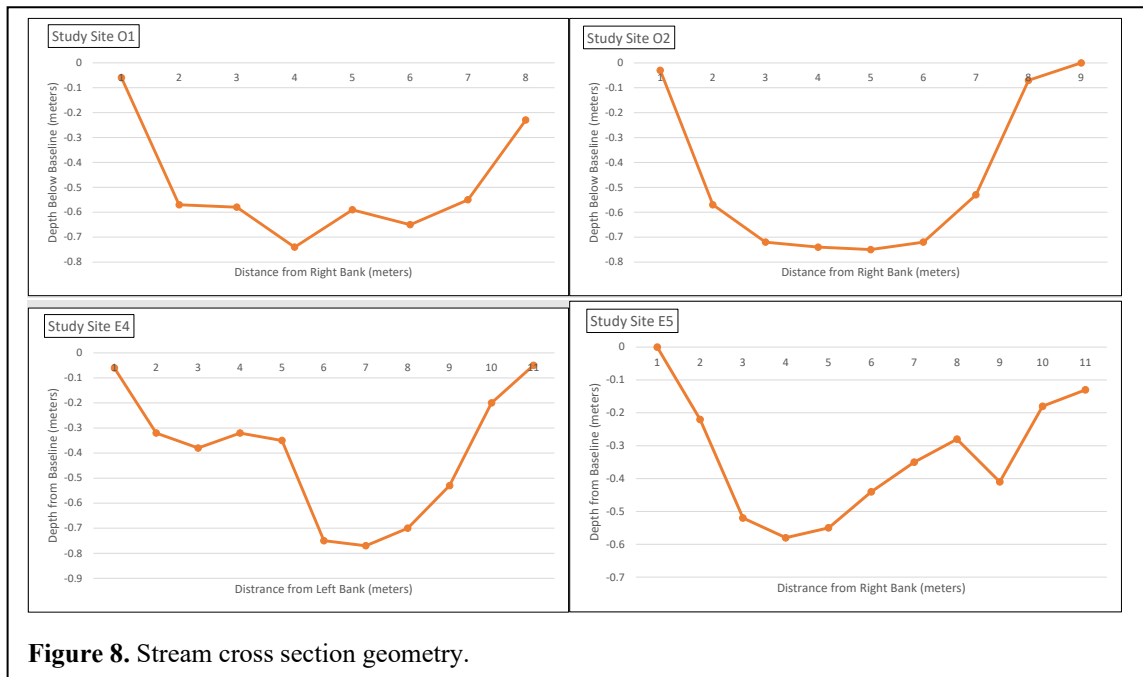 Study Site O1
0
-0.1
-0.2
-0.3
-0.4
-0.5
-0.6
-0.7
-0.8
1 2 3 4 5 6 7 8
Depth Below Baseline (meters)
Distance from Right Bank (meters)
Study Site O2
0
-0.1
-0.2
-0.3
-0.4
-0.5
-0.6
-0.7
-0.8
1 2 3 4 5 6 7 8 9
Depth Below Baseline (meters)
Distance from Right Bank (meters)
Study Site E4
0
-0.1
-0.2
-0.3
-0.4
-0.5
-0.6
-0.7
-0.8
-0.9
1 2 3 4 5 6 7 8 9 10 11
Depth from Baseline (meters)
Distrance from Left Bank (meters)
Study Site E5
0
-0.1
-0.2
-0.3
-0.4
-0.5
-0.6
-0.7
1 2 3 4 5 6 7 8 9 10 11
Depth from Baseline (meters)
Distrance from Right Bank (meters)
Figure 8. Stream cross section geometry.